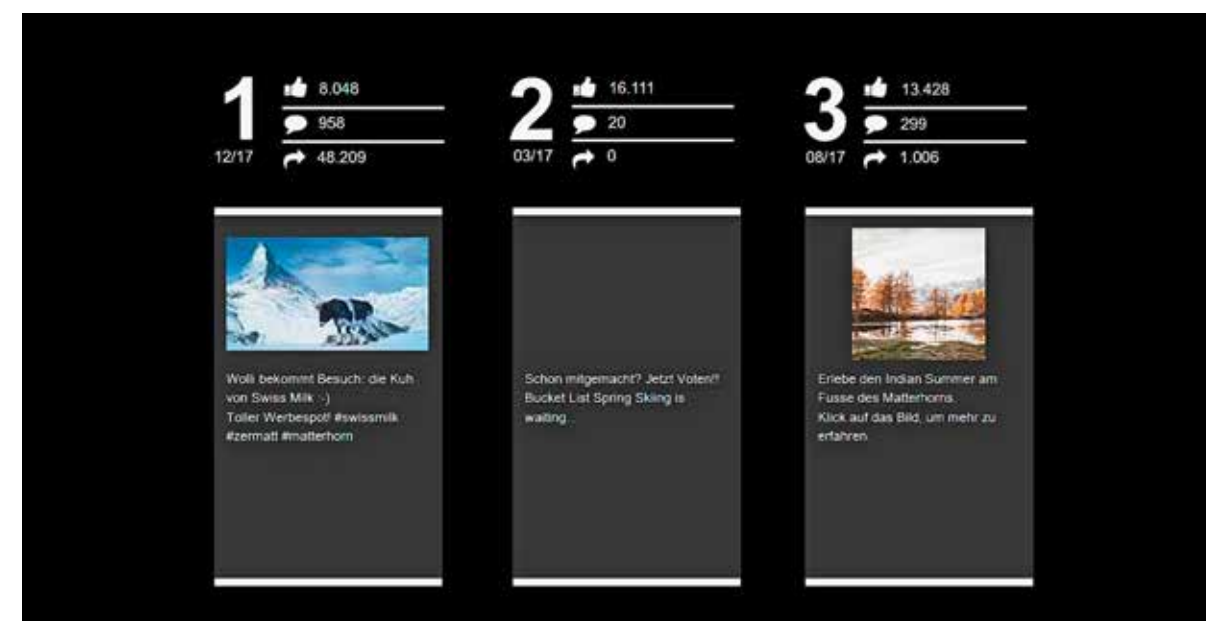 1
8.048
958
12/17
48.209
Wolli bekommt Besuch: die Kuh
von Swiss Milk :-)
Toller Werbespot! #swissmilk
#zermatt #matterhorn
2
16.111
20
03/17
0
Schon mitgemacht? Jetzt Voten!!
Bucket List Spring Skiing is
waiting...
3
13.428
299
08/17
1.006
Erlebe den Indian Summer am
Fusse des Matterhorns.
Klick auf das Bild, um mehr zu
erfahren